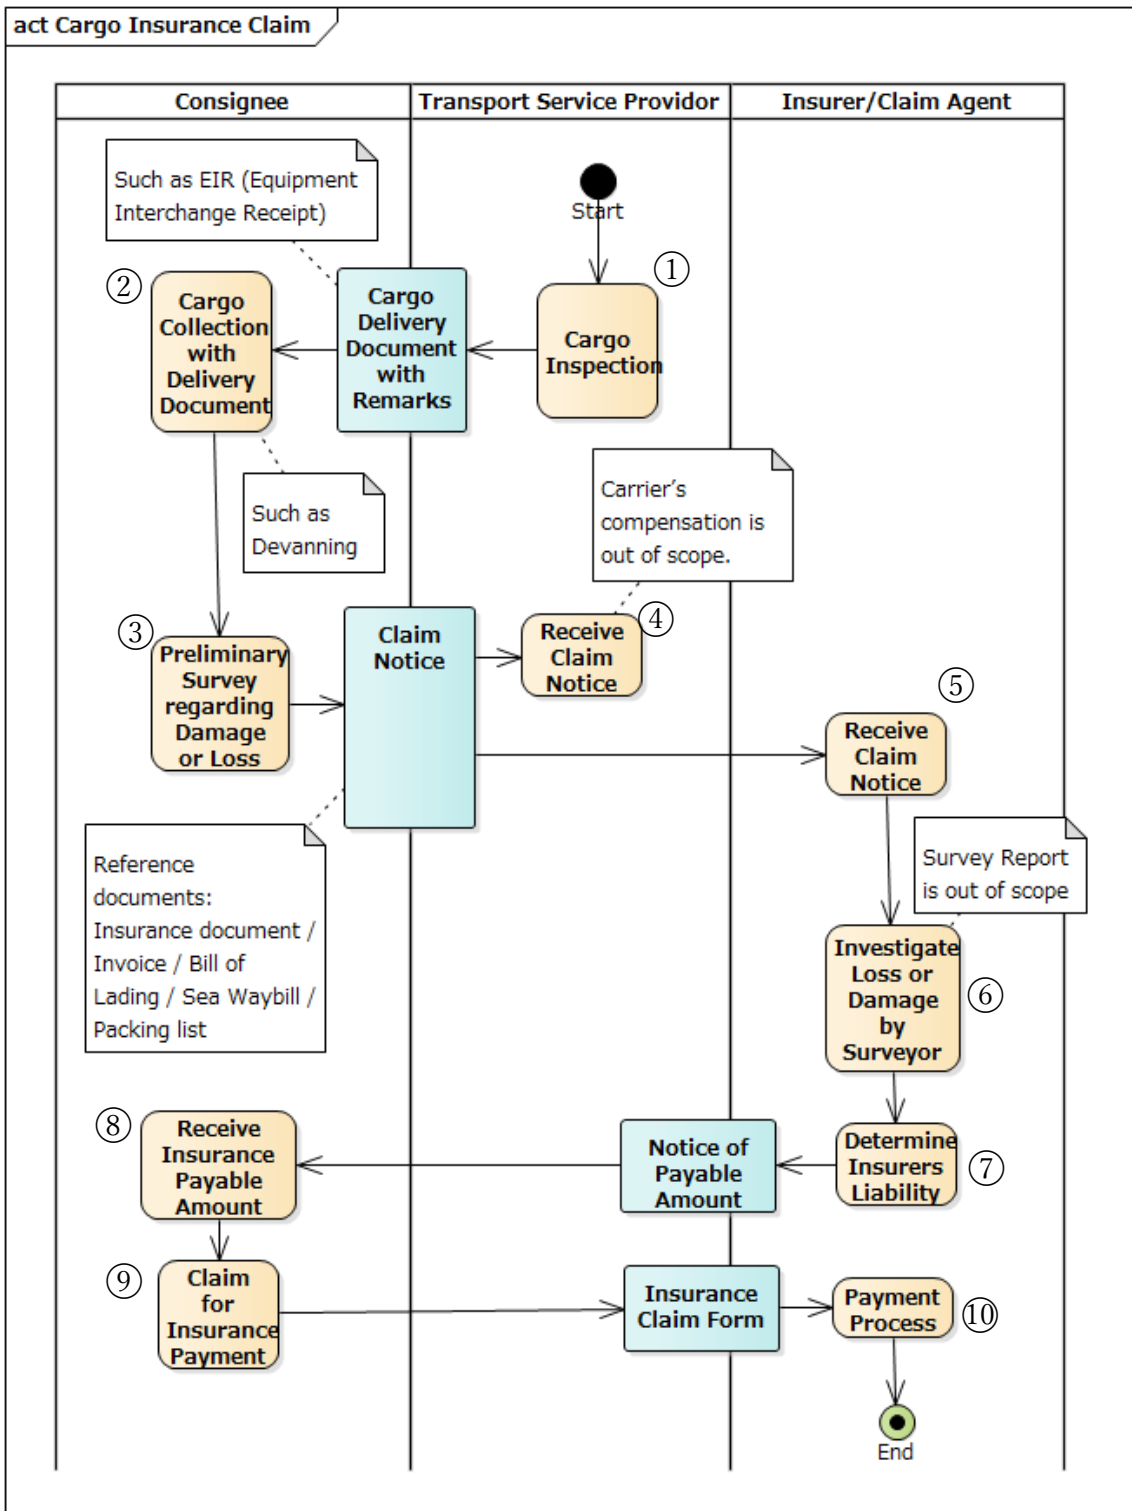 act Cargo Insurance Claim
Consignee
Transport Service Providor
Insurer/Claim Agent
Such as EIR (Equipment
Interchange Receipt)
Start
①
Cargo
Inspection
Cargo
Delivery
Document
with
Remarks
②
Cargo
Collection
with
Delivery
Document
Such as
Devanning
Carrier’s
compensation is
out of scope.
③
Preliminary
Survey
regarding
Damage
or Loss
Claim
Notice
④
Receive
Claim
Notice
⑤
Receive
Claim
Notice
Reference
documents:
Insurance document /
Invoice / Bill of
Lading / Sea Waybill /
Packing list
Survey Report
is out of scope
Investigate
Loss or
Damage
by
Surveyor
⑥
Determine
Insurers
Liability
⑦
Notice of
Payable
Amount
⑧
Receive
Insurance
Payable
Amount
⑨
Claim
for
Insurance
Payment
Insurance
Claim Form
Payment
Process
⑩
End